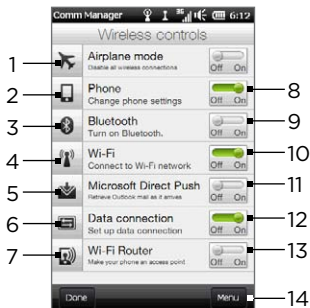 Comm Manager 3G 6:12
Wireless controls
1 Airplane mode
Disable all wireless connections
Off On
2 Phone 8
Change phone settings
Off On
3 Bluetooth 9
Turn on Bluetooth.
Off On
4 Wi-Fi 10
Connect to Wi-Fi network
Off On
5 Microsoft Direct Push 11
Retrieve Outlook mail as it arrives
Off On
6 Data connection 12
Set up data connection
Off On
7 Wi-Fi Router 13
Make your phone an access point
Off On
Done Menu 14